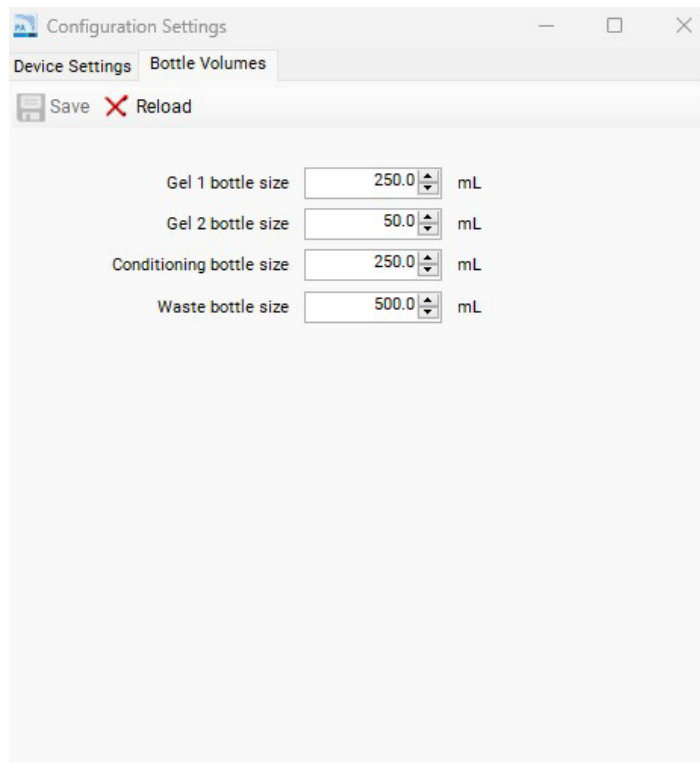 PA Configuration Settings
Device Settings Bottle Volumes
Save Reload
Gel 1 bottle size 250.0 mL
Gel 2 bottle size 50.0 mL
Conditioning bottle size 250.0 mL
Waste bottle size 500.0 mL